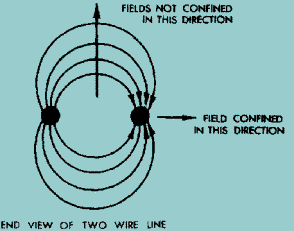 FIELDS NOT CONFINED
IN THIS DIRECTION
FIELD CONFINED
IN THIS DIRECTION
END VIEW OF TWO WIRE LINE